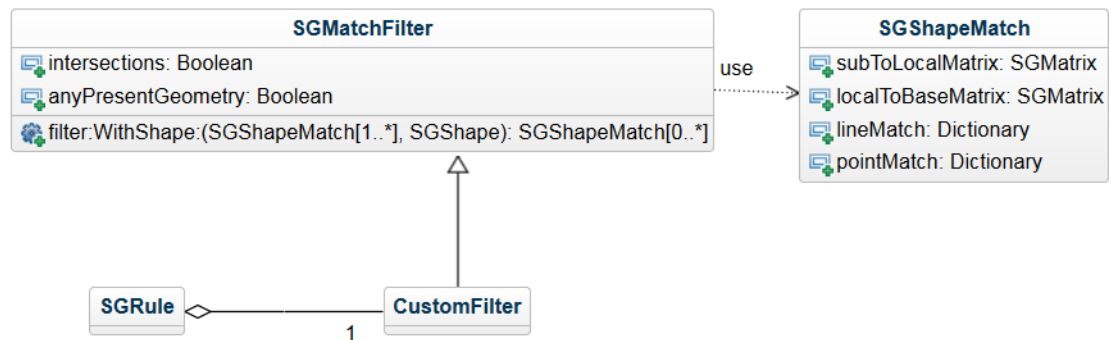 SGMatchFilter
intersections: Boolean
anyPresentGeometry: Boolean
filter:WithShape:(SGShapeMatch[1..*], SGShape): SGShapeMatch[0..*]
use
SGShapeMatch
subToLocalMatrix: SGMatrix
localToBaseMatrix: SGMatrix
lineMatch: Dictionary
pointMatch: Dictionary
SGRule
1
CustomFilter